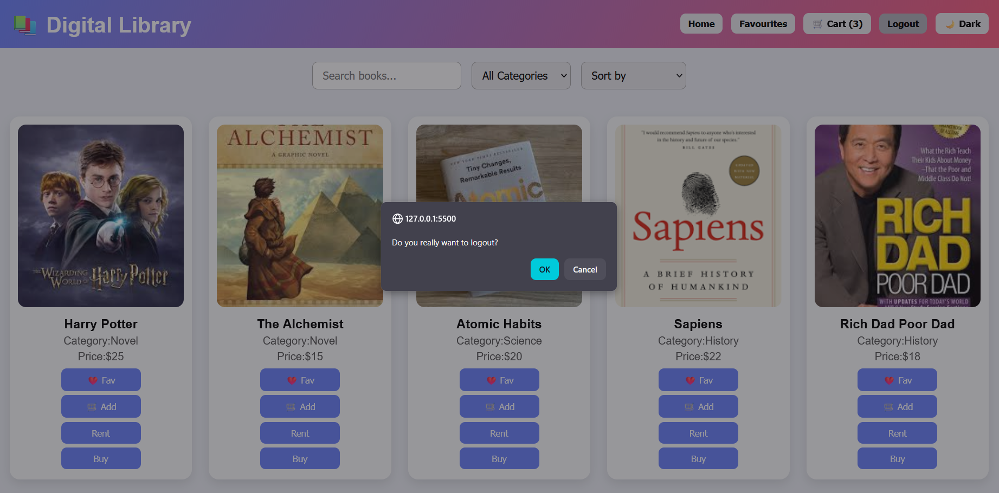 Digital Library
Home
Favourites
Cart (3)
Logout
Dark
Search books...
All Categories
Sort by
ALCHEMIST
A GRAPHIC NOVEL
NEW YORK TIMES BESTSELLER
Tiny Changes,
Remarkable Results
Atomic
"I would recommend Sapiens to anyone who's interested
in the history and future of our species."
BILL GATES
Sapiens
A BRIEF HISTORY
OF HUMANKIND
What the Rich Teach
Their Kids About Money
–That the Poor and
Middle Class Do Not!
RICH
DAD
POOR DAD
WITH UPDATES FOR TODAY'S WORLD
THE WIZARDING
WORLD OF Harry Potter
127.0.0.1:5500
Do you really want to logout?
OK
Cancel
Harry Potter
Category:Novel
Price:$25
Fav
Add
Rent
Buy
The Alchemist
Category:Novel
Price:$15
Fav
Add
Rent
Buy
Atomic Habits
Category:Science
Price:$20
Fav
Add
Rent
Buy
Sapiens
Category:History
Price:$22
Fav
Add
Rent
Buy
Rich Dad Poor Dad
Category:History
Price:$18
Fav
Add
Rent
Buy